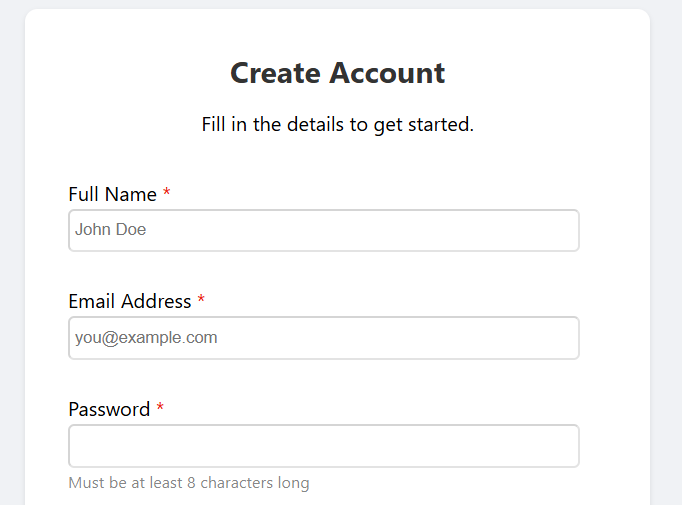 Create Account
Fill in the details to get started.
Full Name *
John Doe
Email Address *
you@example.com
Password *
Must be at least 8 characters long